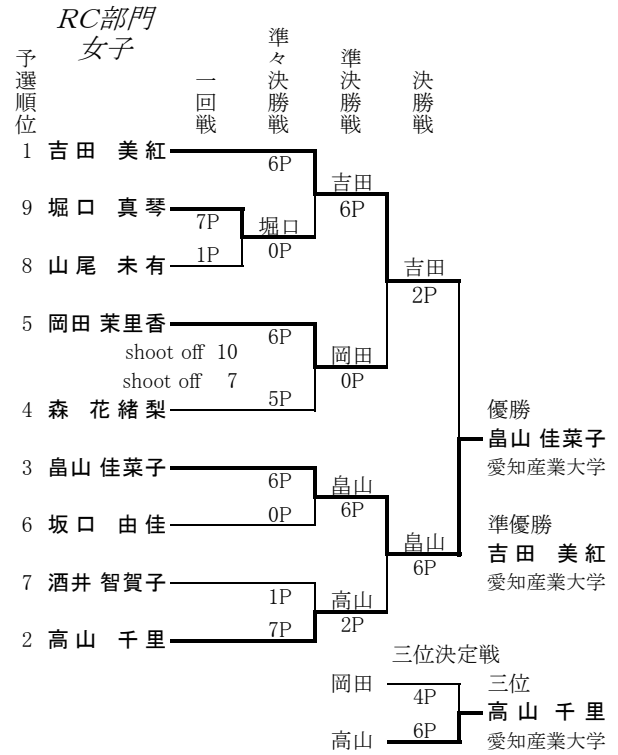 RC部門
女子
予選順位
一回戦
準々決勝戦
準決勝戦
決勝戦
1 吉田 美紅
6P
吉田
6P
9 堀口 真琴
7P
堀口
0P
1P
8 山尾 未有
吉田
2P
5 岡田 茉里香
6P
shoot off 10
岡田
0P
shoot off 7
4 森 花緒梨
5P
優勝
畠山 佳菜子
愛知産業大学
3 畠山 佳菜子
6P
畠山
6P
0P
6 坂口 由佳
準優勝
畠山
6P
吉田 美紅
愛知産業大学
7 酒井 智賀子
1P
高山
2P
7P
2 高山 千里
三位決定戦
岡田
4P
三位
高山 千里
6P
高山
愛知産業大学